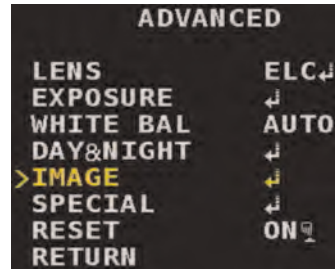 ADVANCED
LENS ELC↲
EXPOSURE ↲
WHITE BAL AUTO
DAY&NIGHT ↲
>IMAGE ↲
SPECIAL ↲
RESET ON
RETURN